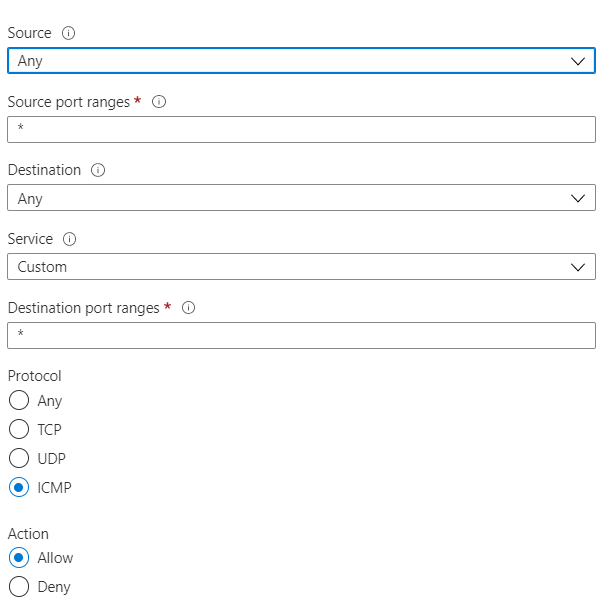 Source
Any
Source port ranges *
*
Destination
Any
Service
Custom
Destination port ranges *
*
Protocol
Any
TCP
UDP
ICMP
Action
Allow
Deny